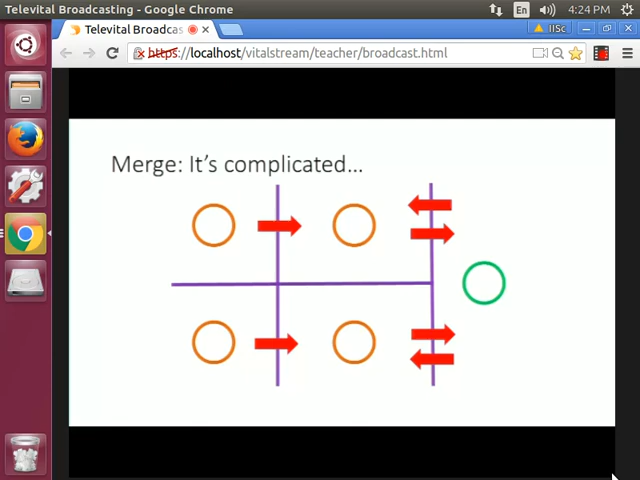 Televital Broadcasting - Google Chrome
En
4:24 PM
Televital Broadcas
IISc
https://localhost/vitalstream/teacher/broadcast.html
Merge: It's complicated...